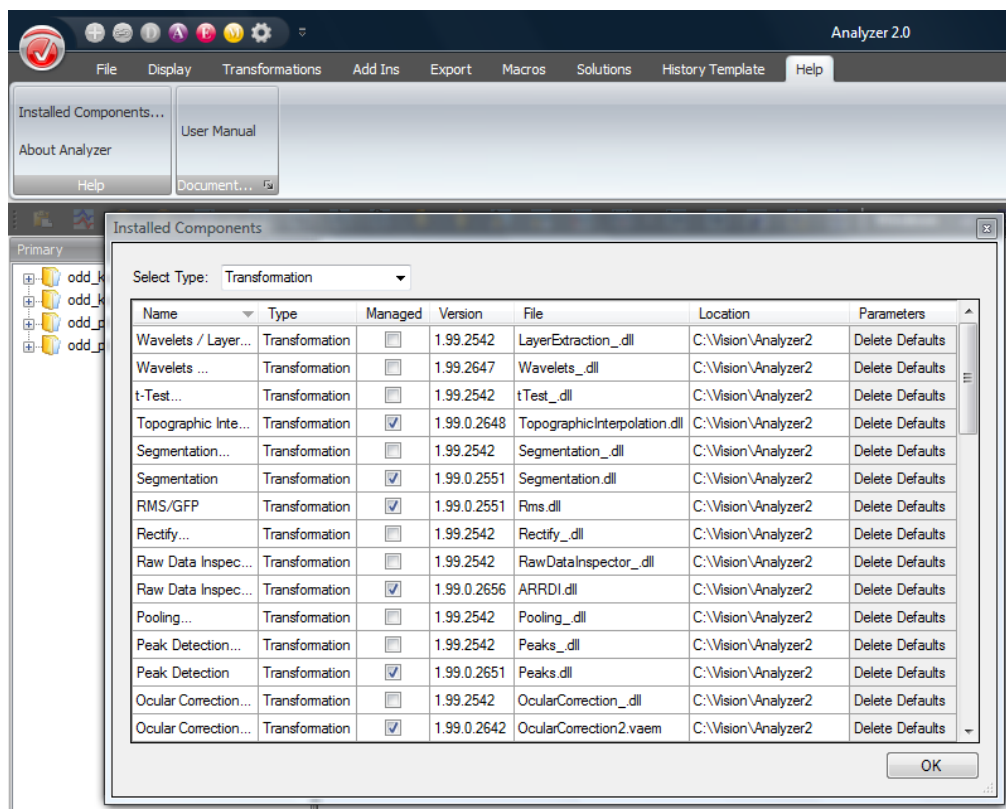 D A E M
Analyzer 2.0
File Display Transformations Add Ins Export Macros Solutions History Template Help
Installed Components...
User Manual
About Analyzer
Help Document...
Installed Components
Primary
odd_k
odd_k
odd_p
odd_p
Select Type: Transformation
Name Type Managed Version File Location Parameters
Wavelets / Layer... Transformation 1.99.2542 LayerExtraction_.dll C:\Vision\Analyzer2 Delete Defaults
Wavelets ... Transformation 1.99.2647 Wavelets_.dll C:\Vision\Analyzer2 Delete Defaults
t-Test... Transformation 1.99.2542 tTest_.dll C:\Vision\Analyzer2 Delete Defaults
Topographic Inte... Transformation 1.99.0.2648 TopographicInterpolation.dll C:\Vision\Analyzer2 Delete Defaults
Segmentation... Transformation 1.99.2542 Segmentation_.dll C:\Vision\Analyzer2 Delete Defaults
Segmentation Transformation 1.99.0.2551 Segmentation.dll C:\Vision\Analyzer2 Delete Defaults
RMS/GFP Transformation 1.99.0.2551 Rms.dll C:\Vision\Analyzer2 Delete Defaults
Rectify... Transformation 1.99.2542 Rectify_.dll C:\Vision\Analyzer2 Delete Defaults
Raw Data Inspec... Transformation 1.99.2542 RawDataInspector_.dll C:\Vision\Analyzer2 Delete Defaults
Raw Data Inspec... Transformation 1.99.0.2656 ARRDI.dll C:\Vision\Analyzer2 Delete Defaults
Pooling... Transformation 1.99.2542 Pooling_.dll C:\Vision\Analyzer2 Delete Defaults
Peak Detection... Transformation 1.99.2542 Peaks_.dll C:\Vision\Analyzer2 Delete Defaults
Peak Detection Transformation 1.99.0.2651 Peaks.dll C:\Vision\Analyzer2 Delete Defaults
Ocular Correction... Transformation 1.99.2542 OcularCorrection_.dll C:\Vision\Analyzer2 Delete Defaults
Ocular Correction... Transformation 1.99.0.2642 OcularCorrection2.vaem C:\Vision\Analyzer2 Delete Defaults
OK